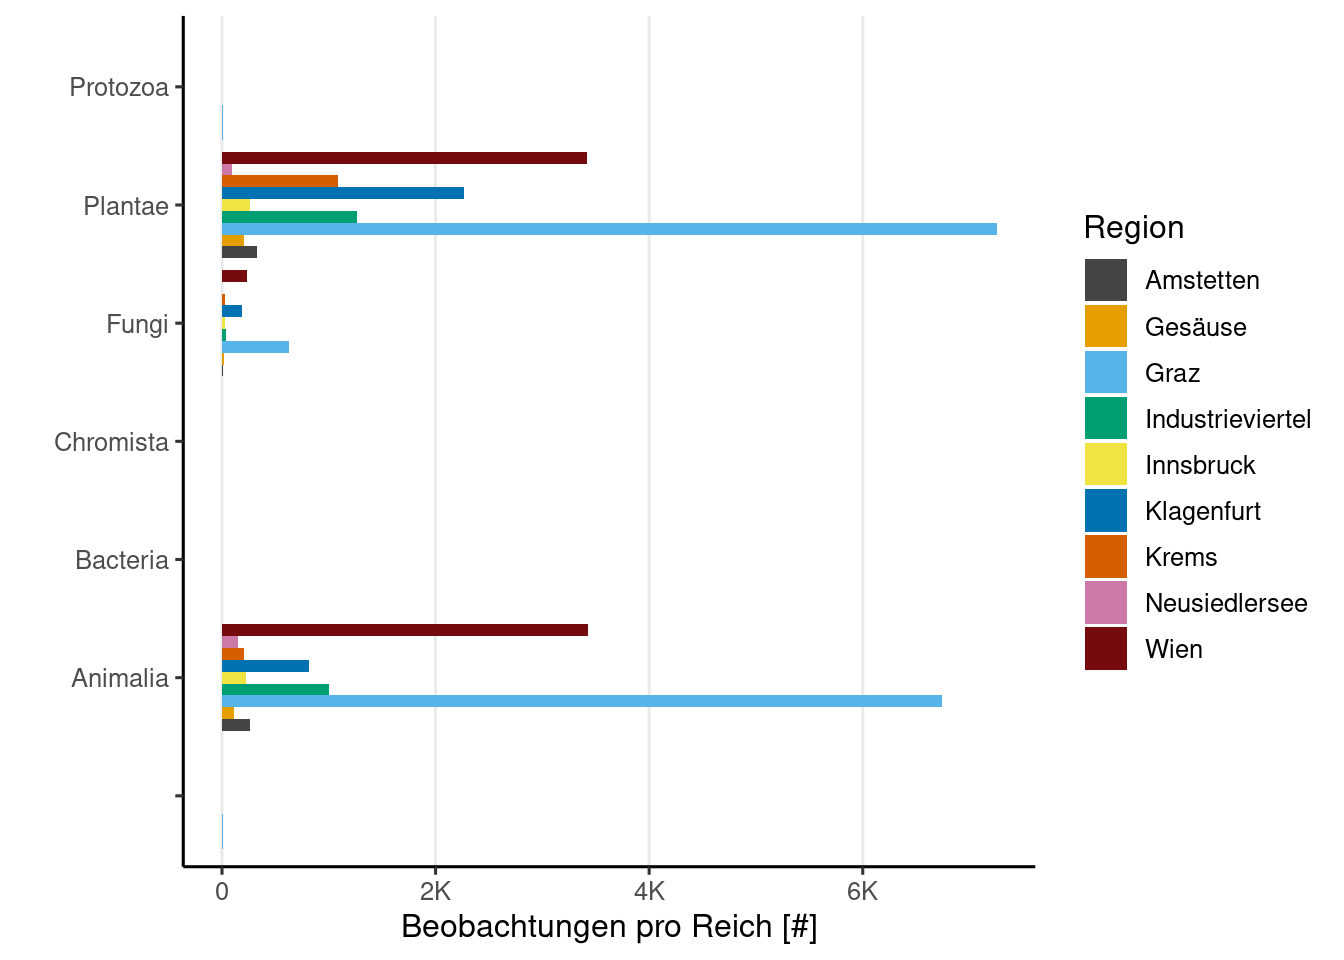 Protozoa
Plantae
Fungi
Chromista
Bacteria
Animalia
0 2K 4K 6K
Beobachtungen pro Reich [#]
Region
Amstetten
Gesäuse
Graz
Industrieviertel
Innsbruck
Klagenfurt
Krems
Neusiedlersee
Wien